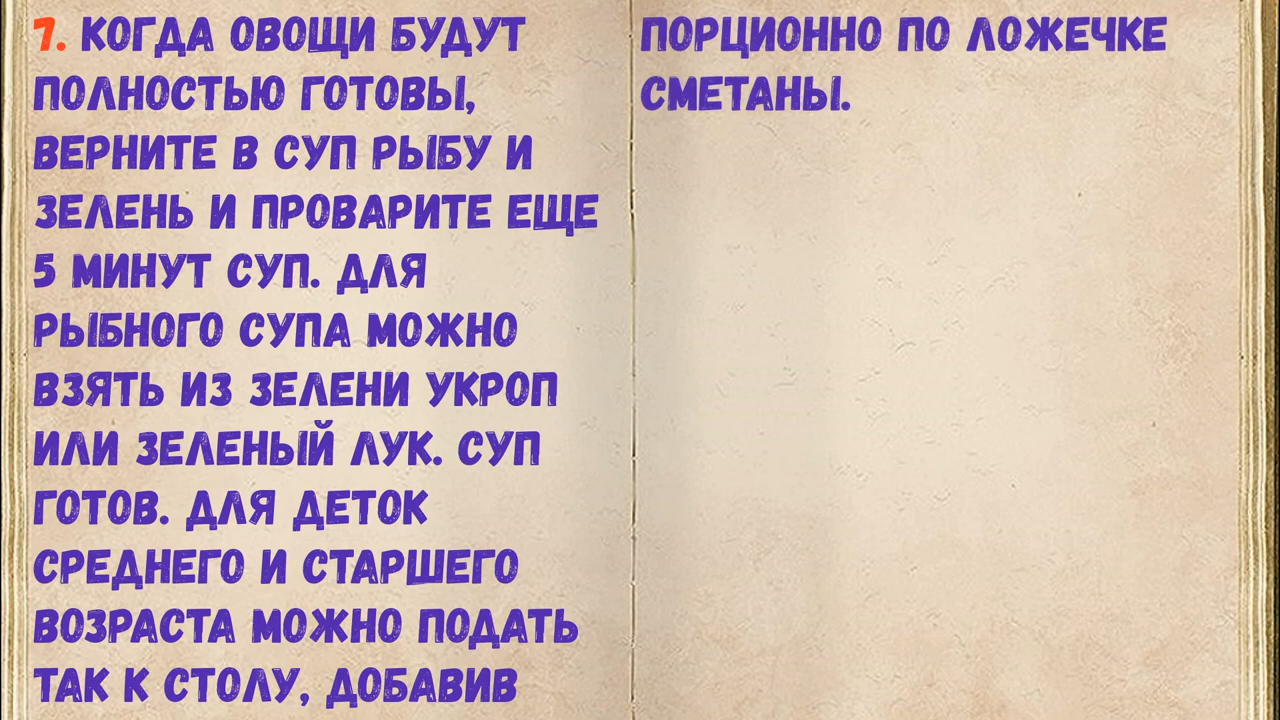 7. КОГДА ОВОЩИ БУДУТ
ПОЛНОСТЬЮ ГОТОВЫ,
ВЕРНИТЕ В СУП РЫБУ И
ЗЕЛЕНЬ И ПРОВАРИТЕ ЕЩЕ
5 МИНУТ СУП. ДЛЯ
РЫБНОГО СУПА МОЖНО
ВЗЯТЬ ИЗ ЗЕЛЕНИ УКРОП
ИЛИ ЗЕЛЕНЫЙ ЛУК. СУП
ГОТОВ. ДЛЯ ДЕТОК
СРЕДНЕГО И СТАРШЕГО
ВОЗРАСТА МОЖНО ПОДАТЬ
ТАК К СТОЛУ, ДОБАВИВ
ПОРЦИОННО ПО ЛОЖЕЧКЕ
СМЕТАНЫ.